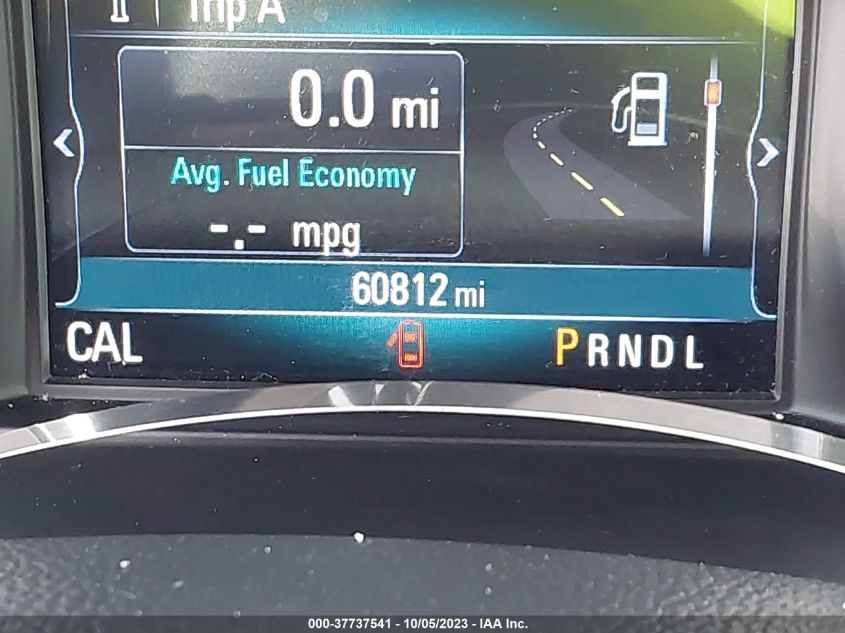 Trip A
0.0 mi
Avg. Fuel Economy
-.- mpg
60812 mi
CAL PRNDL
000-37737541 - 10/05/2023 - IAA Inc.